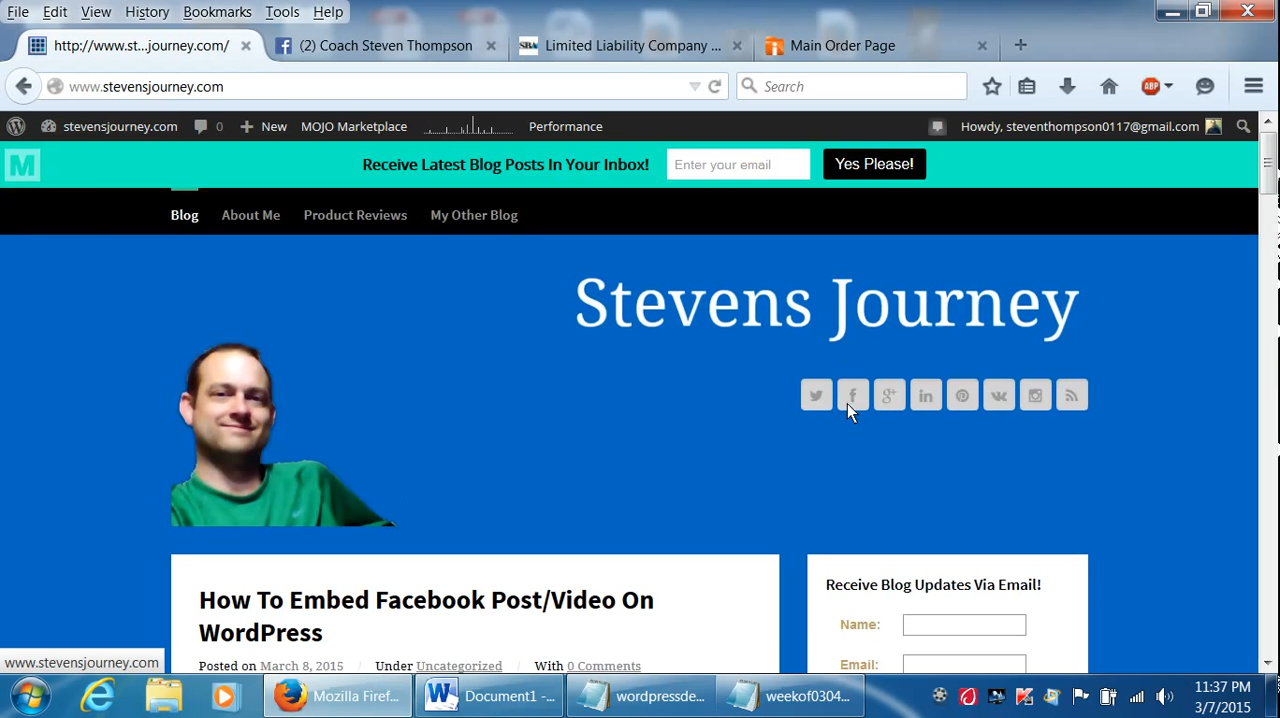 File Edit View History Bookmarks Tools Help
http://www.st...journey.com/ (2) Coach Steven Thompson SBA Limited Liability Company ... Main Order Page
www.stevensjourney.com Search ABP
stevensjourney.com 0 New MOJO Marketplace Performance Howdy, steventhompson0117@gmail.com
M Receive Latest Blog Posts In Your Inbox! Enter your email Yes Please!
Blog About Me Product Reviews My Other Blog
Stevens Journey
How To Embed Facebook Post/Video On
WordPress
Posted on March 8, 2015 / Under Uncategorized / With 0 Comments
Receive Blog Updates Via Email!
Name:
Email:
www.stevensjourney.com
Mozilla Firef... Document1 -... wordpressde... weekof0304... 11:37 PM
3/7/2015